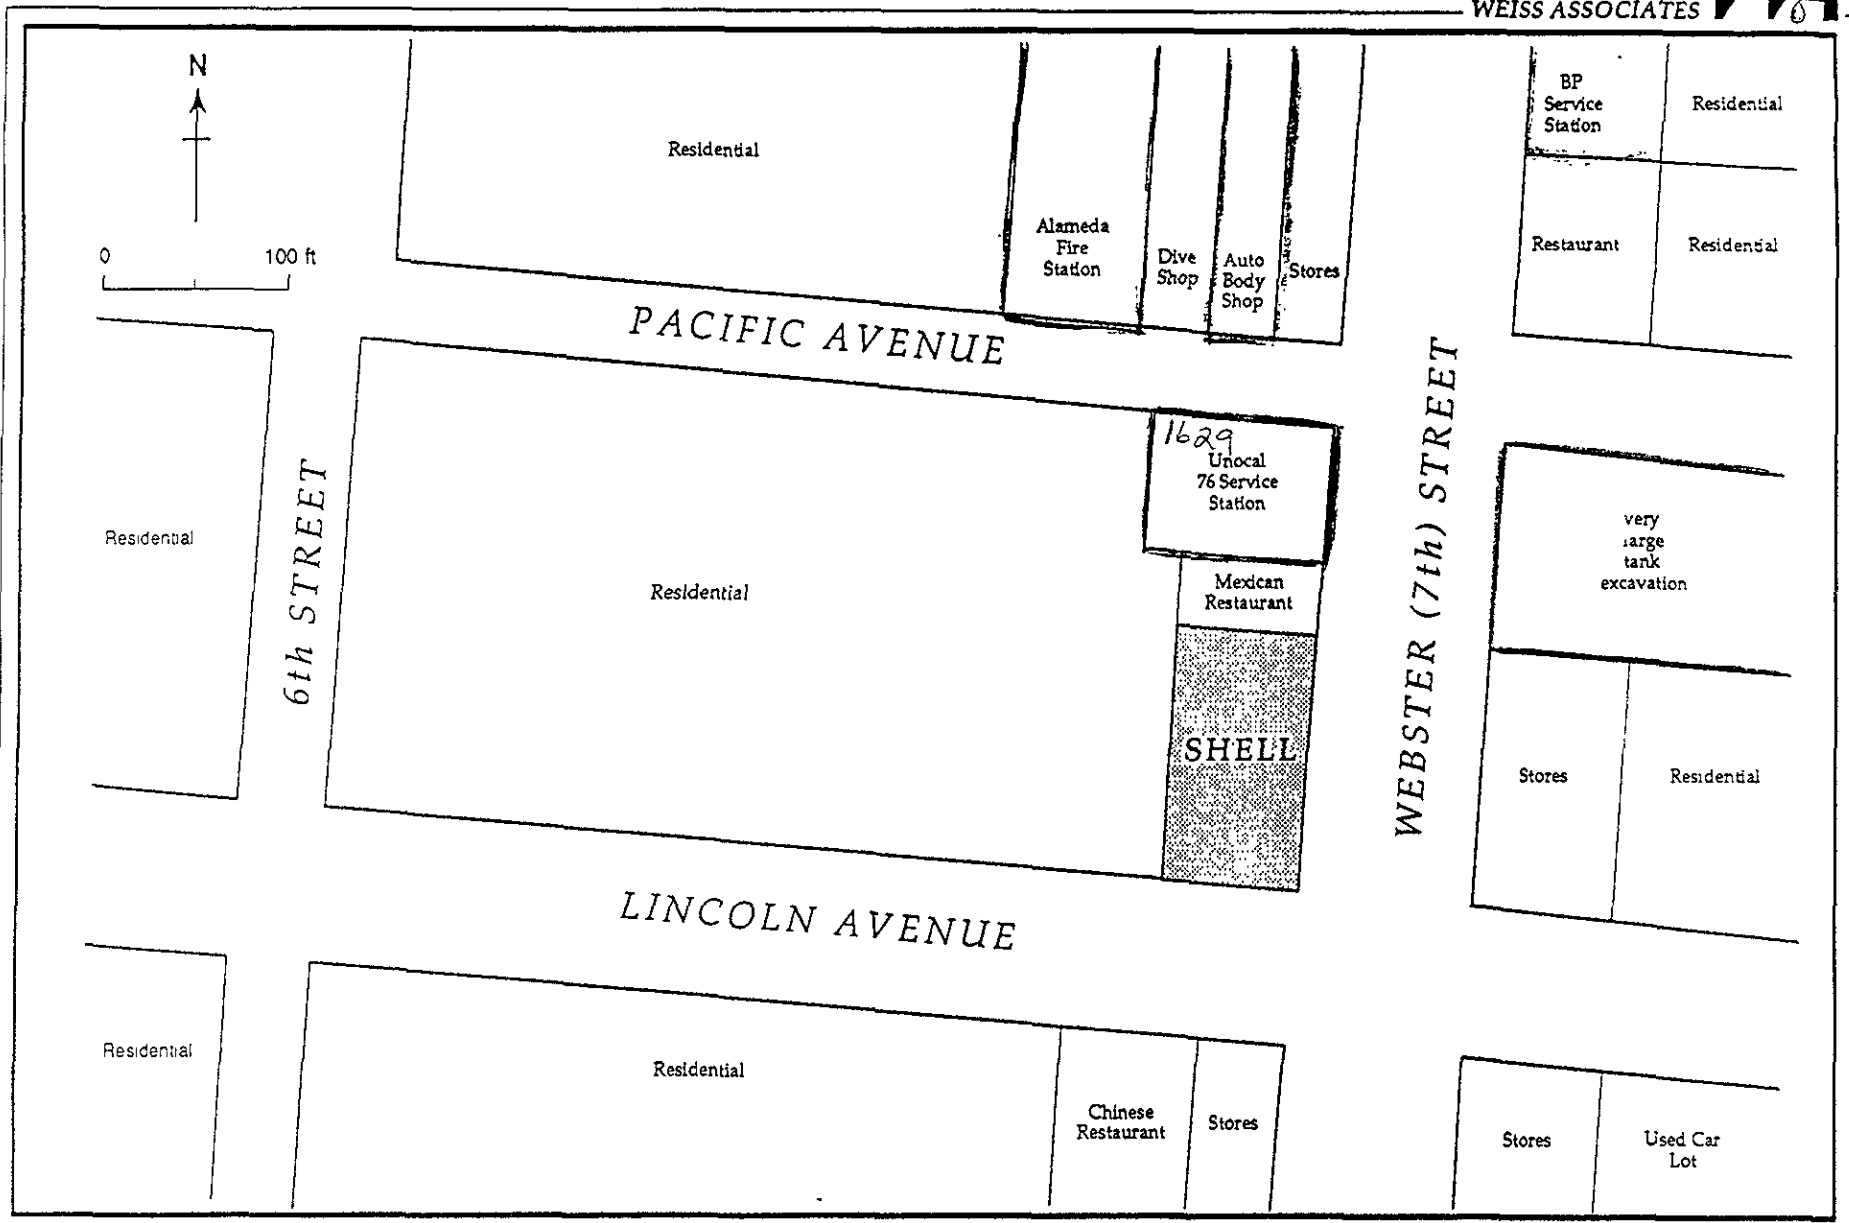 WEISS ASSOCIATES
N
0 100 ft
Residential
Alameda
Fire
Station
Dive
Shop
Auto
Body
Shop
Stores
BP
Service
Station
Residential
Restaurant
Residential
PACIFIC AVENUE
1629
Unocal
76 Service
Station
Mexican
Restaurant
SHELL
WEBSTER (7th) STREET
very
large
tank
excavation
Residential
6th STREET
Residential
Stores
Residential
LINCOLN AVENUE
Residential
Residential
Chinese
Restaurant
Stores
Stores
Used Car
Lot